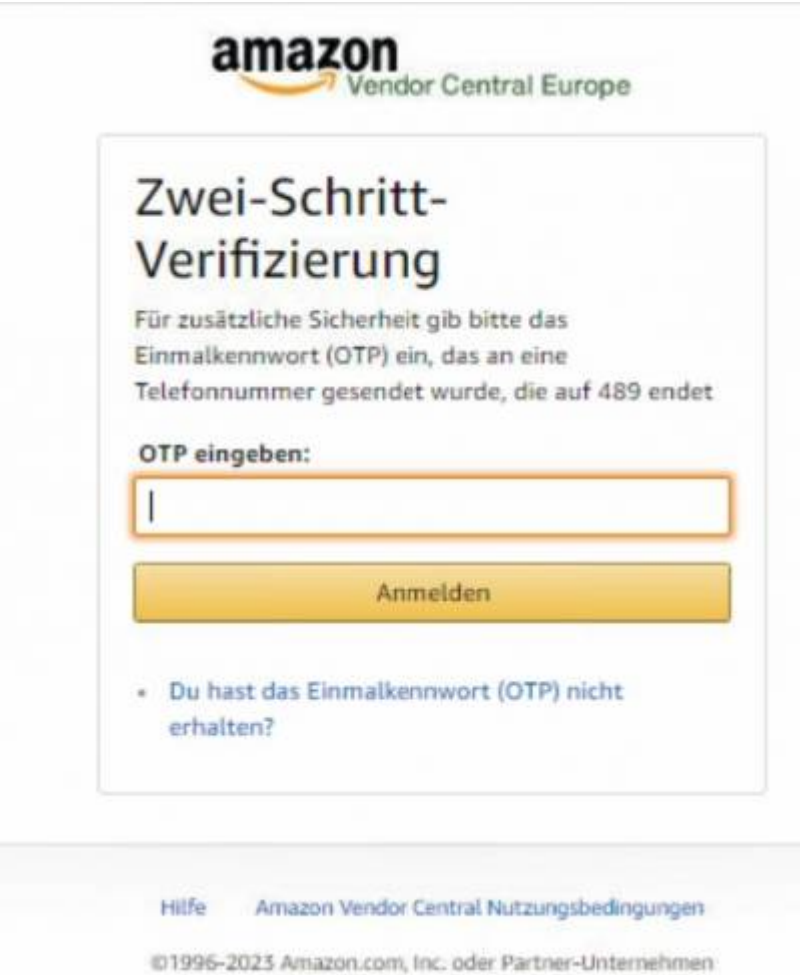 amazon
Vendor Central Europe
Zwei-Schritt-
Verifizierung
Für zusätzliche Sicherheit gib bitte das
Einmalkennwort (OTP) ein, das an eine
Telefonnummer gesendet wurde, die auf 489 endet
OTP eingeben:
Anmelden
Du hast das Einmalkennwort (OTP) nicht
erhalten?
Hilfe Amazon Vendor Central Nutzungsbedingungen
©1996-2023 Amazon.com, Inc. oder Partner-Unternehmen